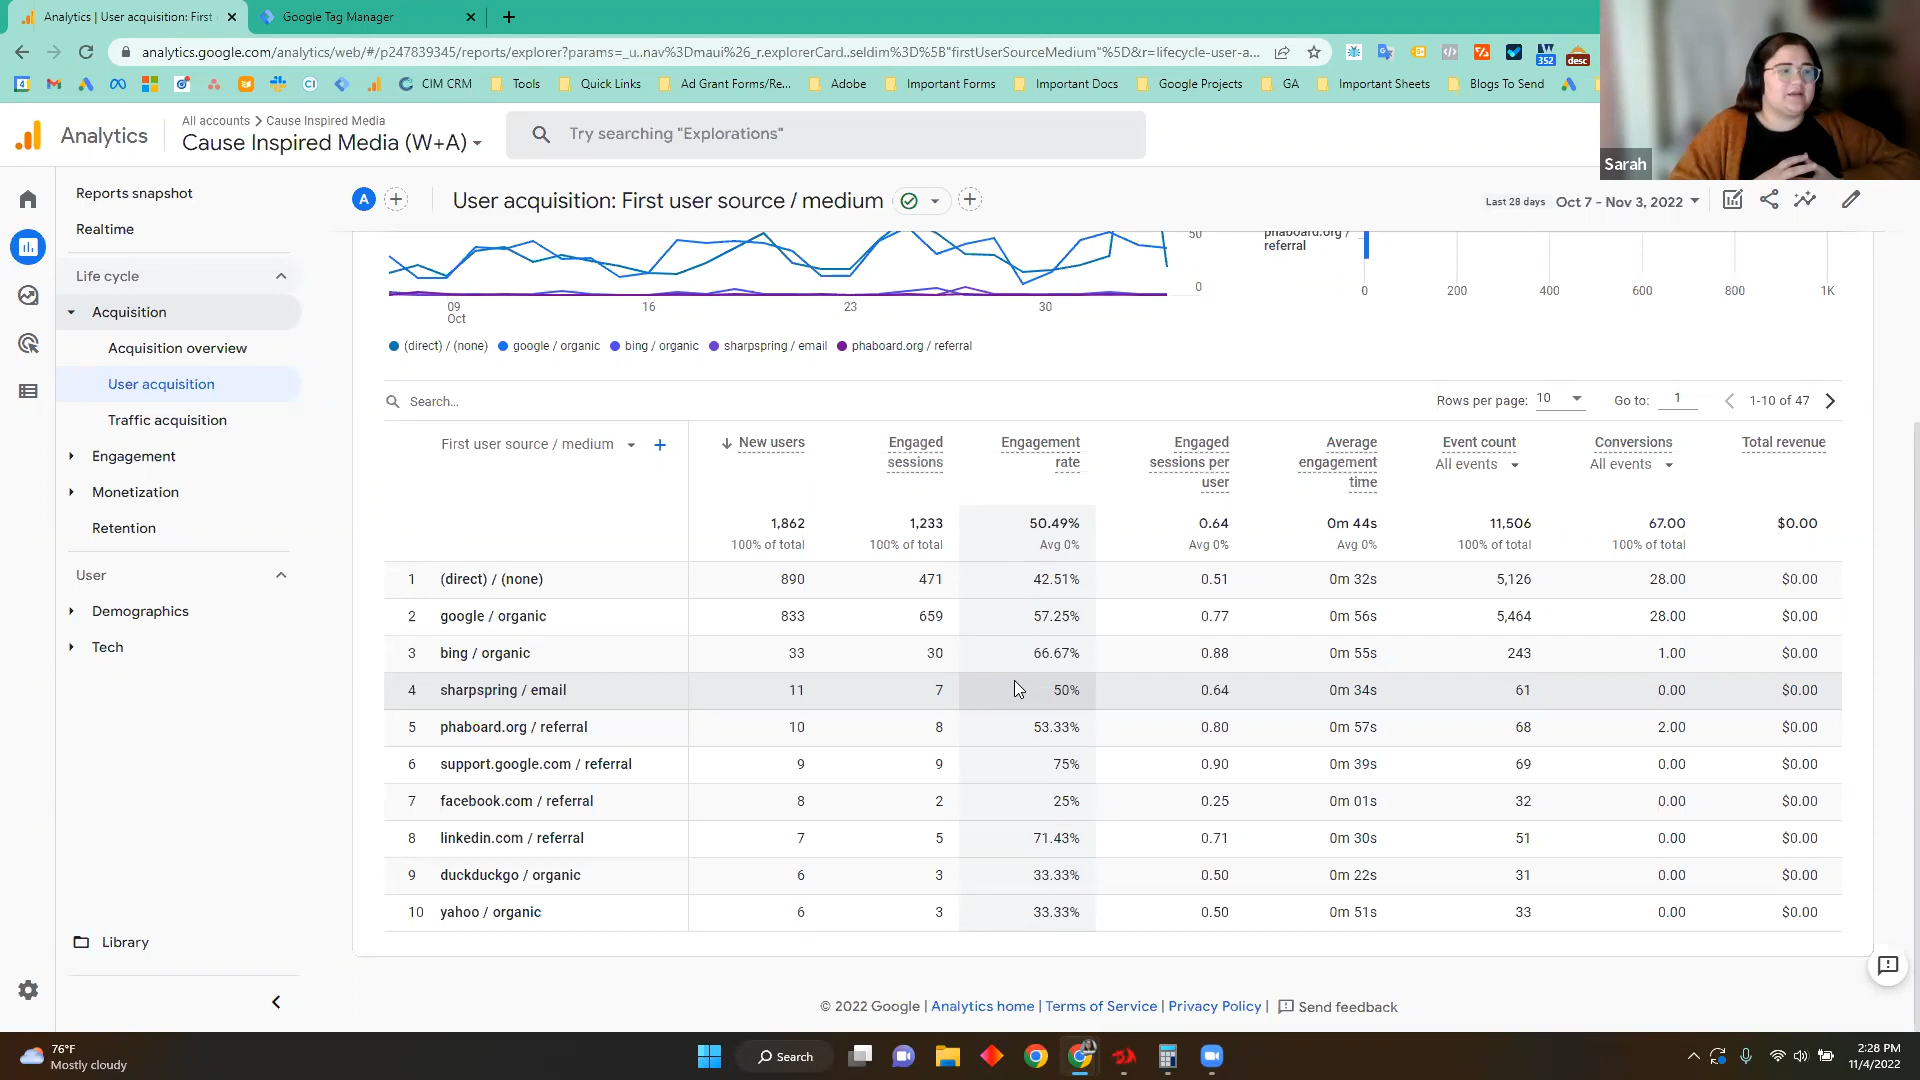 Analytics | User acquisition: First
Google Tag Manager
analytics.google.com/analytics/web/#/p247839345/reports/explorer?params=_u..nav%3Dmaui%26_r.explorerCard..seldim%3D%5B"firstUserSourceMedium"%5D&r=lifecycle-user-a...
352
desc
CIM CRM
Tools
Quick Links
Ad Grant Forms/Re...
Adobe
Important Forms
Important Docs
Google Projects
GA
Important Sheets
Blogs To Send
Analytics
All accounts > Cause Inspired Media
Cause Inspired Media (W+A)
Try searching "Explorations"
Sarah
Reports snapshot
Realtime
Life cycle
Acquisition
Acquisition overview
User acquisition
Traffic acquisition
Engagement
Monetization
Retention
User
Demographics
Tech
Library
A
User acquisition: First user source / medium
Last 28 days Oct 7 - Nov 3, 2022
50
0
09
Oct
16
23
30
phaboard.org /
referral
0
200
400
600
800
1K
(direct) / (none)
google / organic
bing / organic
sharpspring / email
phaboard.org / referral
Search...
Rows per page: 10
Go to: 1
1-10 of 47
First user source / medium
New users
Engaged sessions
Engagement rate
Engaged sessions per user
Average engagement time
Event count
All events
Conversions
All events
Total revenue
1,862 1,233 50.49% 0.64 0m 44s 11,506 67.00 $0.00
100% of total 100% of total Avg 0% Avg 0% Avg 0% 100% of total 100% of total
1 (direct) / (none) 890 471 42.51% 0.51 0m 32s 5,126 28.00 $0.00
2 google / organic 833 659 57.25% 0.77 0m 56s 5,464 28.00 $0.00
3 bing / organic 33 30 66.67% 0.88 0m 55s 243 1.00 $0.00
4 sharpspring / email 11 7 50% 0.64 0m 34s 61 0.00 $0.00
5 phaboard.org / referral 10 8 53.33% 0.80 0m 57s 68 2.00 $0.00
6 support.google.com / referral 9 9 75% 0.90 0m 39s 69 0.00 $0.00
7 facebook.com / referral 8 2 25% 0.25 0m 01s 32 0.00 $0.00
8 linkedin.com / referral 7 5 71.43% 0.71 0m 30s 51 0.00 $0.00
9 duckduckgo / organic 6 3 33.33% 0.50 0m 22s 31 0.00 $0.00
10 yahoo / organic 6 3 33.33% 0.50 0m 51s 33 0.00 $0.00
© 2022 Google | Analytics home | Terms of Service | Privacy Policy | Send feedback
76°F
Mostly cloudy
Search
2:28 PM
11/4/2022